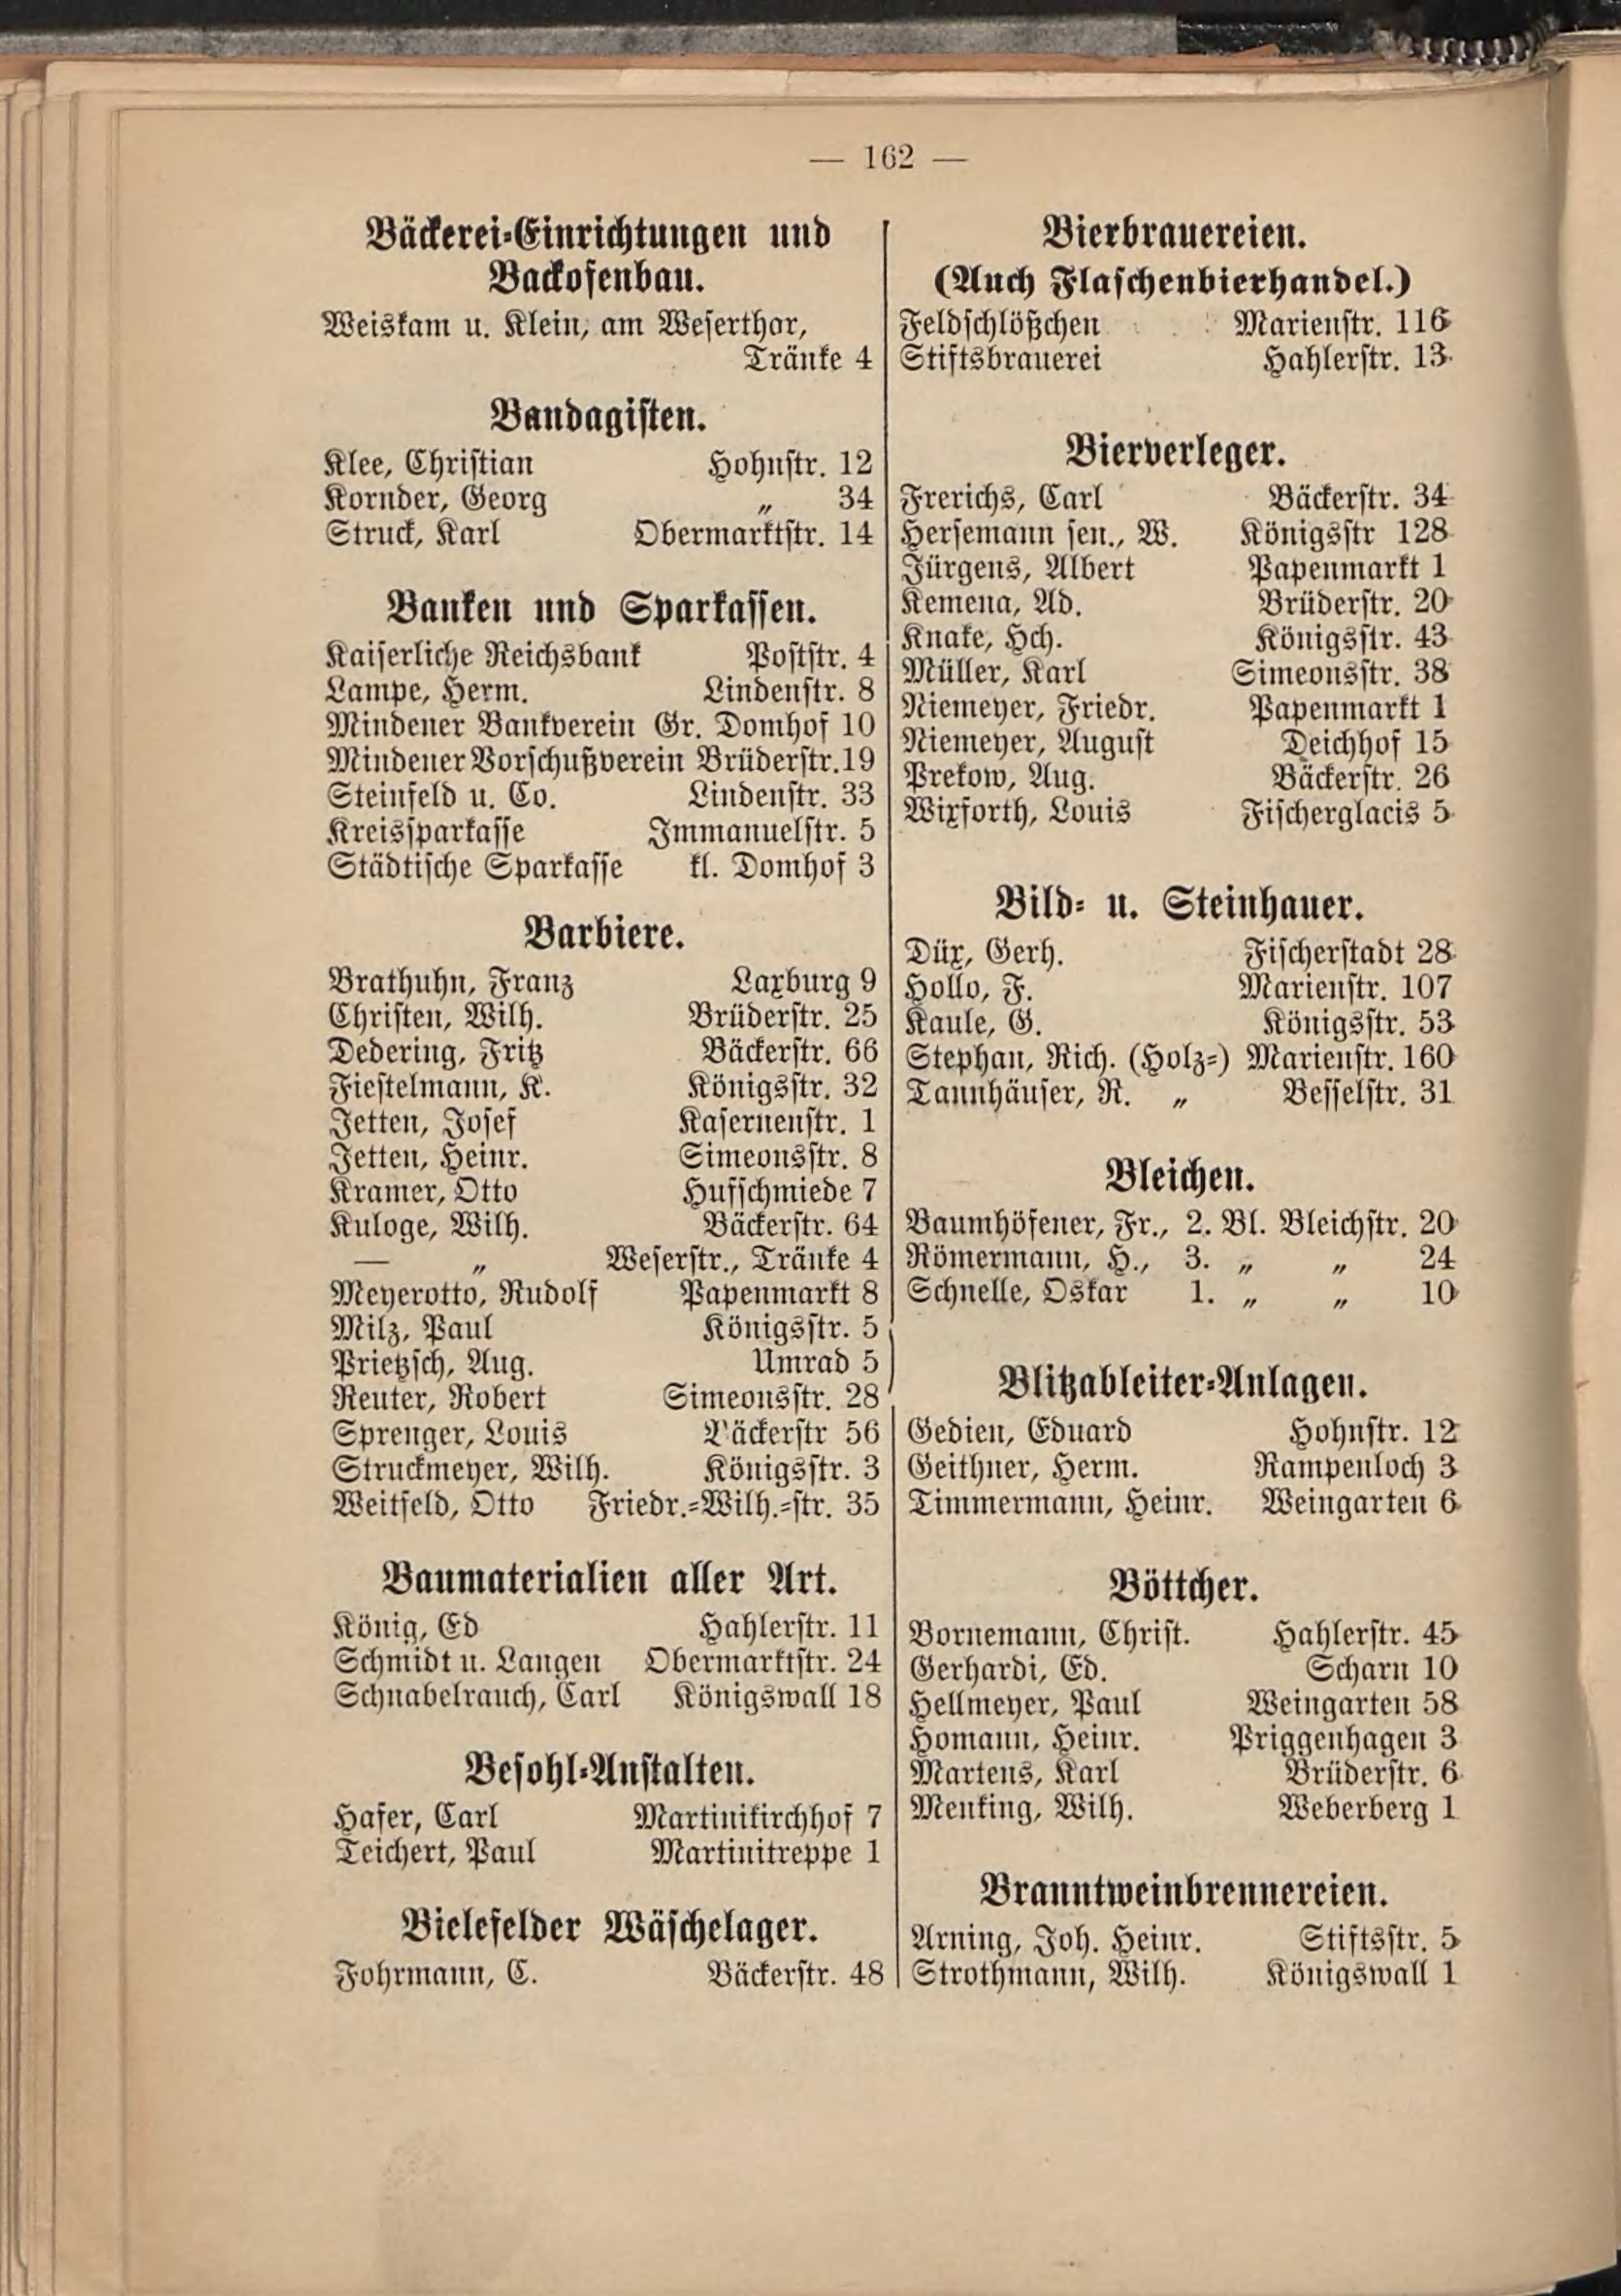 — 162 —
Bäckerei-Einrichtungen und
Backofenbau.
Weiskam u. Klein, am Weserthor,
Tränke 4
Bandagisten.
Klee, Christian Hohnstr. 12
Kornder, Georg „ 34
Struck, Karl Obermarktstr. 14
Banken und Sparkassen.
Kaiserliche Reichsbank Poststr. 4
Lampe, Herm. Lindenstr. 8
Mindener Bankverein Gr. Domhof 10
Mindener Vorschußverein Brüderstr. 19
Steinfeld u. Co. Lindenstr. 33
Kreissparkasse Immanuelstr. 5
Städtische Sparkasse kl. Domhof 3
Barbiere.
Brathuhn, Franz Laxburg 9
Christen, Wilh. Brüderstr. 25
Dedering, Fritz Bäckerstr. 66
Fiestelmann, K. Königsstr. 32
Jetten, Josef Kasernenstr. 1
Jetten, Heinr. Simeonsstr. 8
Kramer, Otto Hufschmiede 7
Kuloge, Wilh. Bäckerstr. 64
— „ Weserstr., Tränke 4
Meyerotto, Rudolf Papenmarkt 8
Milz, Paul Königsstr. 5
Prietzsch, Aug. Umrad 5
Reuter, Robert Simeonsstr. 28
Sprenger, Louis Bäckerstr 56
Struckmeyer, Wilh. Königsstr. 3
Weitfeld, Otto Friedr.-Wilh.-str. 35
Baumaterialien aller Art.
König, Ed Hahlerstr. 11
Schmidt u. Langen Obermarktstr. 24
Schnabelrauch, Carl Königswall 18
Besohl-Anstalten.
Hafer, Carl Martinikirchhof 7
Teichert, Paul Martinitreppe 1
Bielefelder Wäschelager.
Fohrmann, C. Bäckerstr. 48
Bierbrauereien.
(Auch Flaschenbierhandel.)
Feldschlößchen Marienstr. 116
Stiftsbrauerei Hahlerstr. 13
Bierverleger.
Frerichs, Carl Bäckerstr. 34
Hersemann sen., W. Königsstr 128
Jürgens, Albert Papenmarkt 1
Kemena, Ad. Brüderstr. 20
Knake, Hch. Königsstr. 43
Müller, Karl Simeonsstr. 38
Niemeyer, Friedr. Papenmarkt 1
Niemeyer, August Deichhof 15
Prekow, Aug. Bäckerstr. 26
Wixforth, Louis Fischerglacis 5
Bild- u. Steinhauer.
Düx, Gerh. Fischerstadt 28
Hollo, F. Marienstr. 107
Kaule, G. Königsstr. 53
Stephan, Rich. (Holz-) Marienstr. 160
Tannhäuser, R. „ Besselstr. 31
Bleichen.
Baumhöfener, Fr., 2. Bl. Bleichstr. 20
Römermann, H., 3. „ „ 24
Schnelle, Oskar 1. „ „ 10
Blitzableiter-Anlagen.
Gedien, Eduard Hohnstr. 12
Geithner, Herm. Rampenloch 3
Timmermann, Heinr. Weingarten 6
Böttcher.
Bornemann, Christ. Hahlerstr. 45
Gerhardi, Ed. Scharn 10
Hellmeyer, Paul Weingarten 58
Homann, Heinr. Priggenhagen 3
Martens, Karl Brüderstr. 6
Menking, Wilh. Weberberg 1
Branntweinbrennereien.
Arning, Joh. Heinr. Stiftsstr. 5
Strothmann, Wilh. Königswall 1